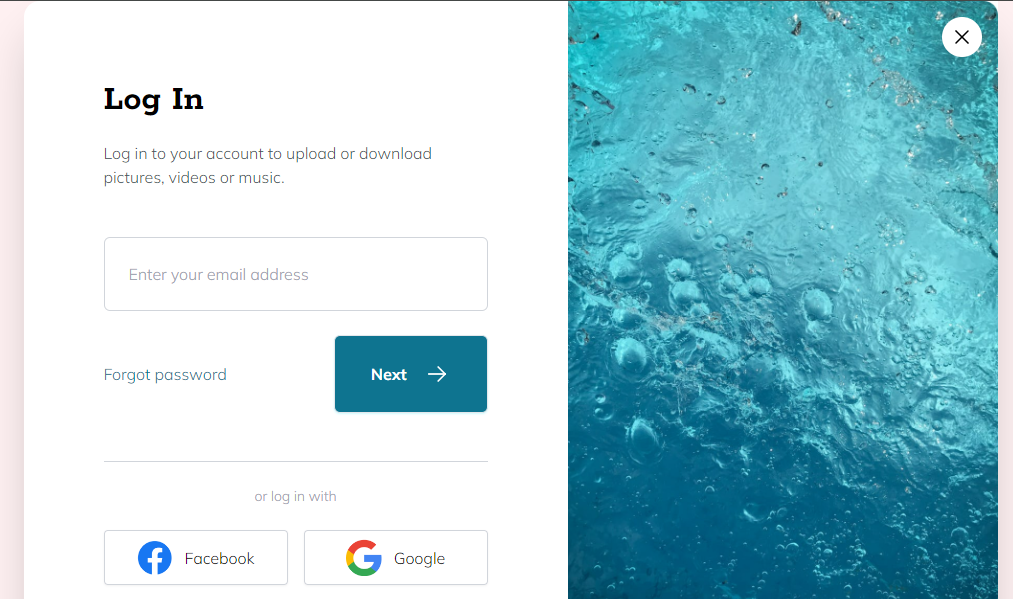 Log In
Log in to your account to upload or download
pictures, videos or music.
Enter your email address
Forgot password
Next
or log in with
Facebook
Google